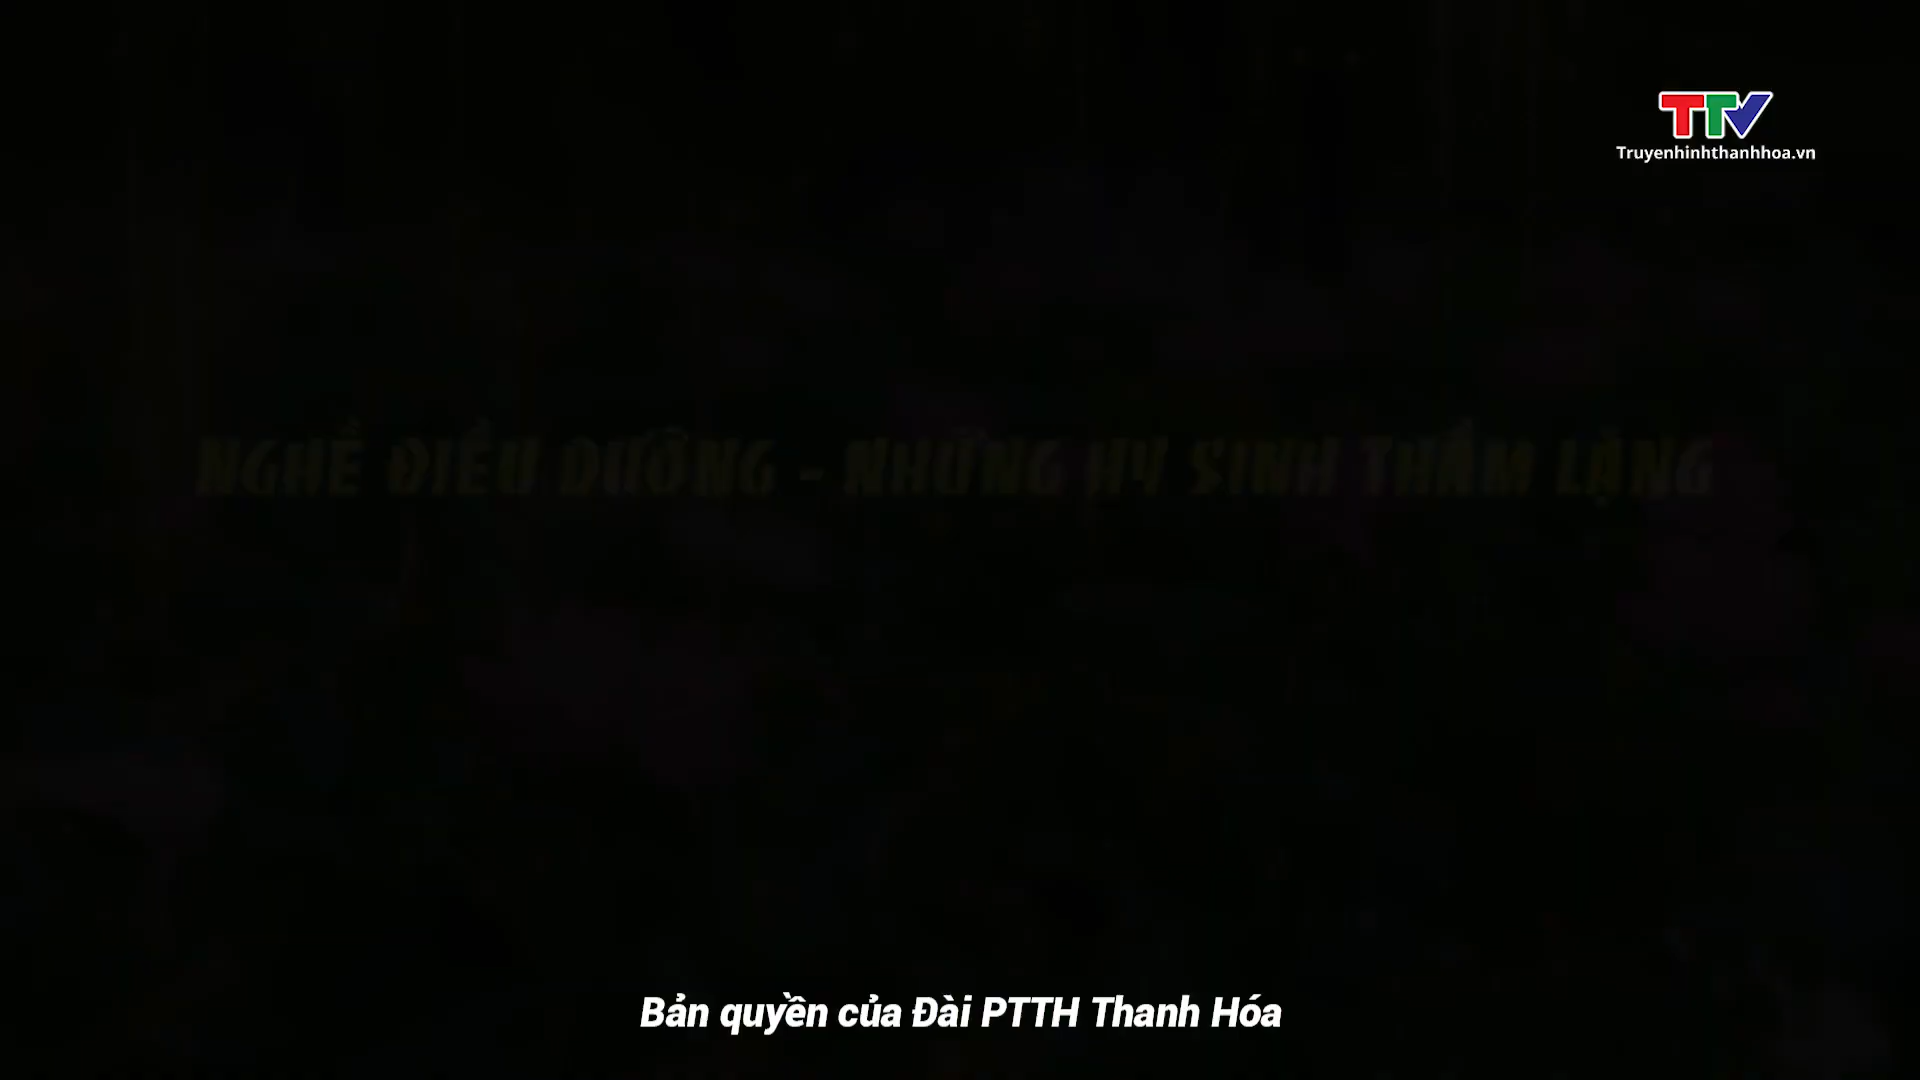 TTV
Truyenhinhthanhhoa.vn
NGHỀ ĐIỀU DƯỠNG - NHỮNG HY SINH THẦM LẶNG
Bản quyền của Đài PTTH Thanh Hóa